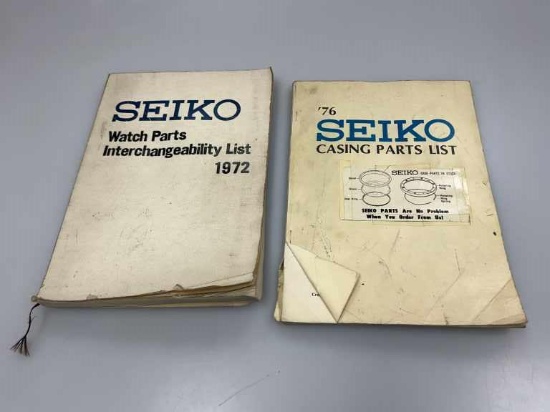 SEIKO
Watch Parts
Interchangeability List
1972
'76
SEIKO
CASING PARTS LIST
SEIKO
SEIKO PARTS Are No Problem
When You Order From Us!